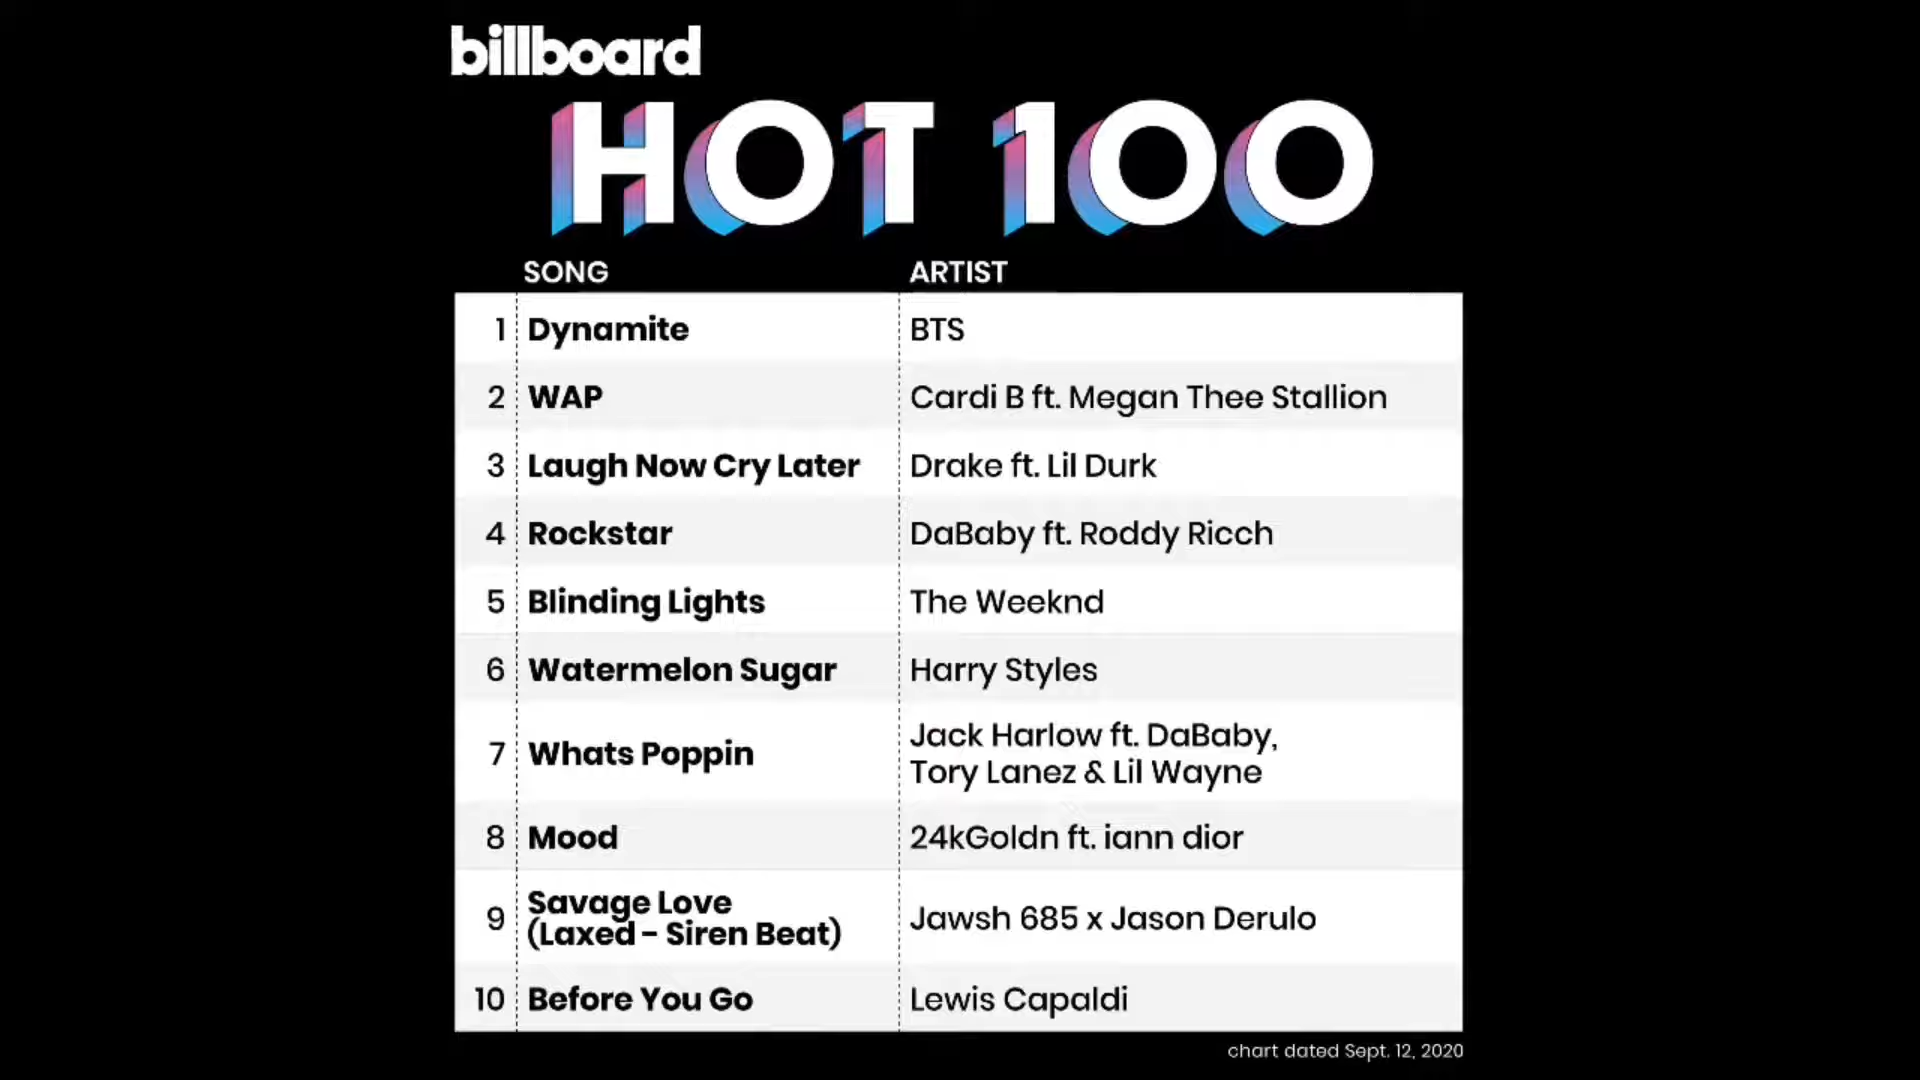 billboard
HOT 100
SONG ARTIST
1 Dynamite BTS
2 WAP Cardi B ft. Megan Thee Stallion
3 Laugh Now Cry Later Drake ft. Lil Durk
4 Rockstar DaBaby ft. Roddy Ricch
5 Blinding Lights The Weeknd
6 Watermelon Sugar Harry Styles
7 Whats Poppin Jack Harlow ft. DaBaby,
Tory Lanez & Lil Wayne
8 Mood 24kGoldn ft. iann dior
9 Savage Love
(Laxed - Siren Beat) Jawsh 685 x Jason Derulo
10 Before You Go Lewis Capaldi
chart dated Sept. 12, 2020